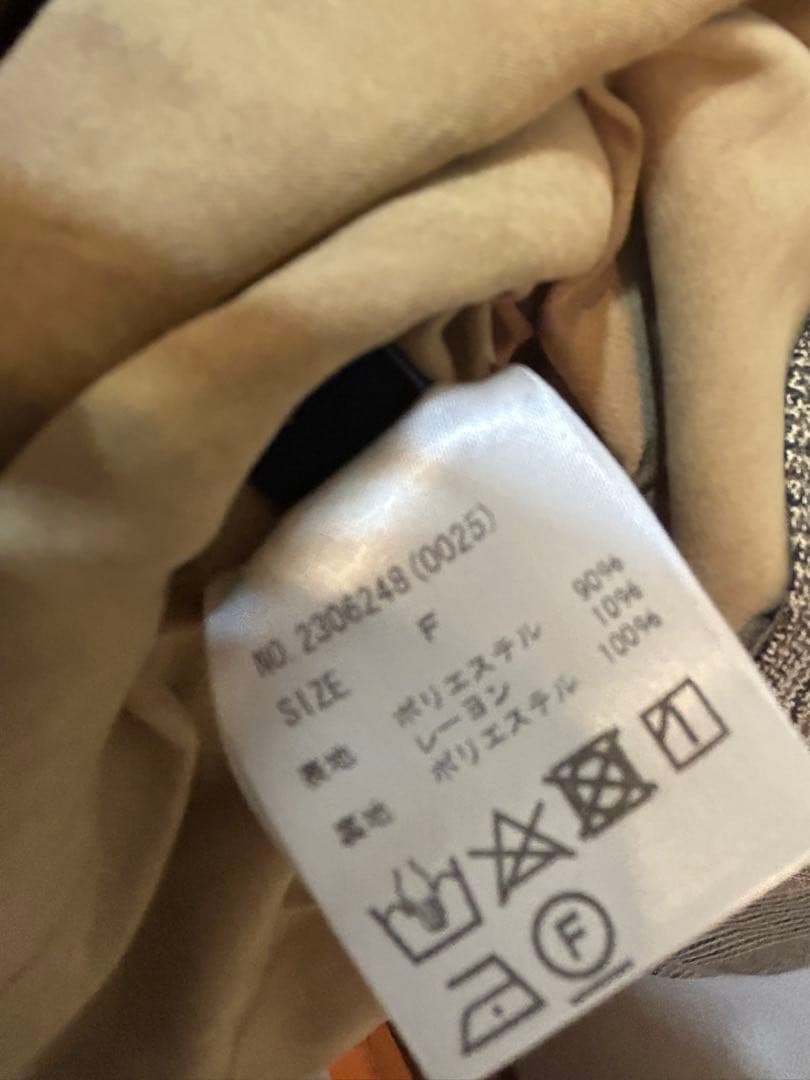 NO. 2306248(0025)
SIZE F
表地 ポリエステル 90%
レーヨン 10%
裏地 ポリエステル 100%
F